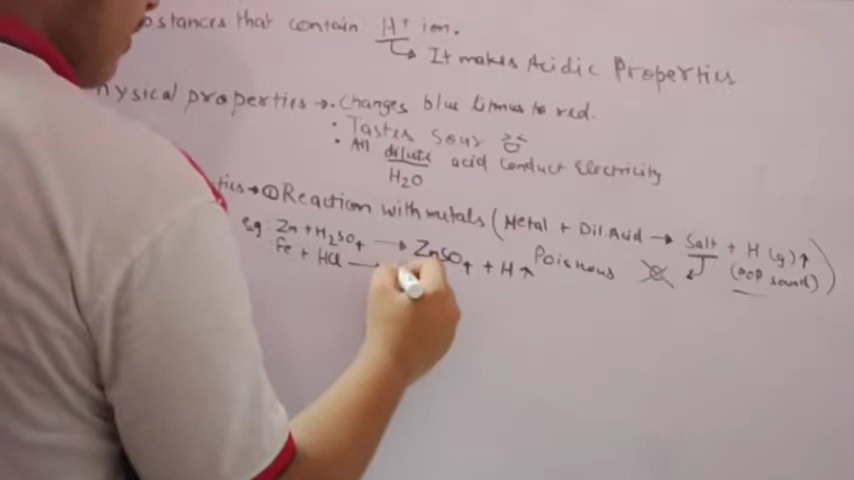 bstances that contain H+ ion.
↳ It makes Acidic Properties
hysical properties → • Changes blue litmus to red.
• Tastes Sour
• All dilute acid conduct Electricity
H2O
ties → ① Reaction with metals (Metal + Dil. Acid → Salt + H (g)↑
Eg: Zn + H2SO4 → ZnSO4 + H↑ Poisnous (POP sound))
Fe + HCl →